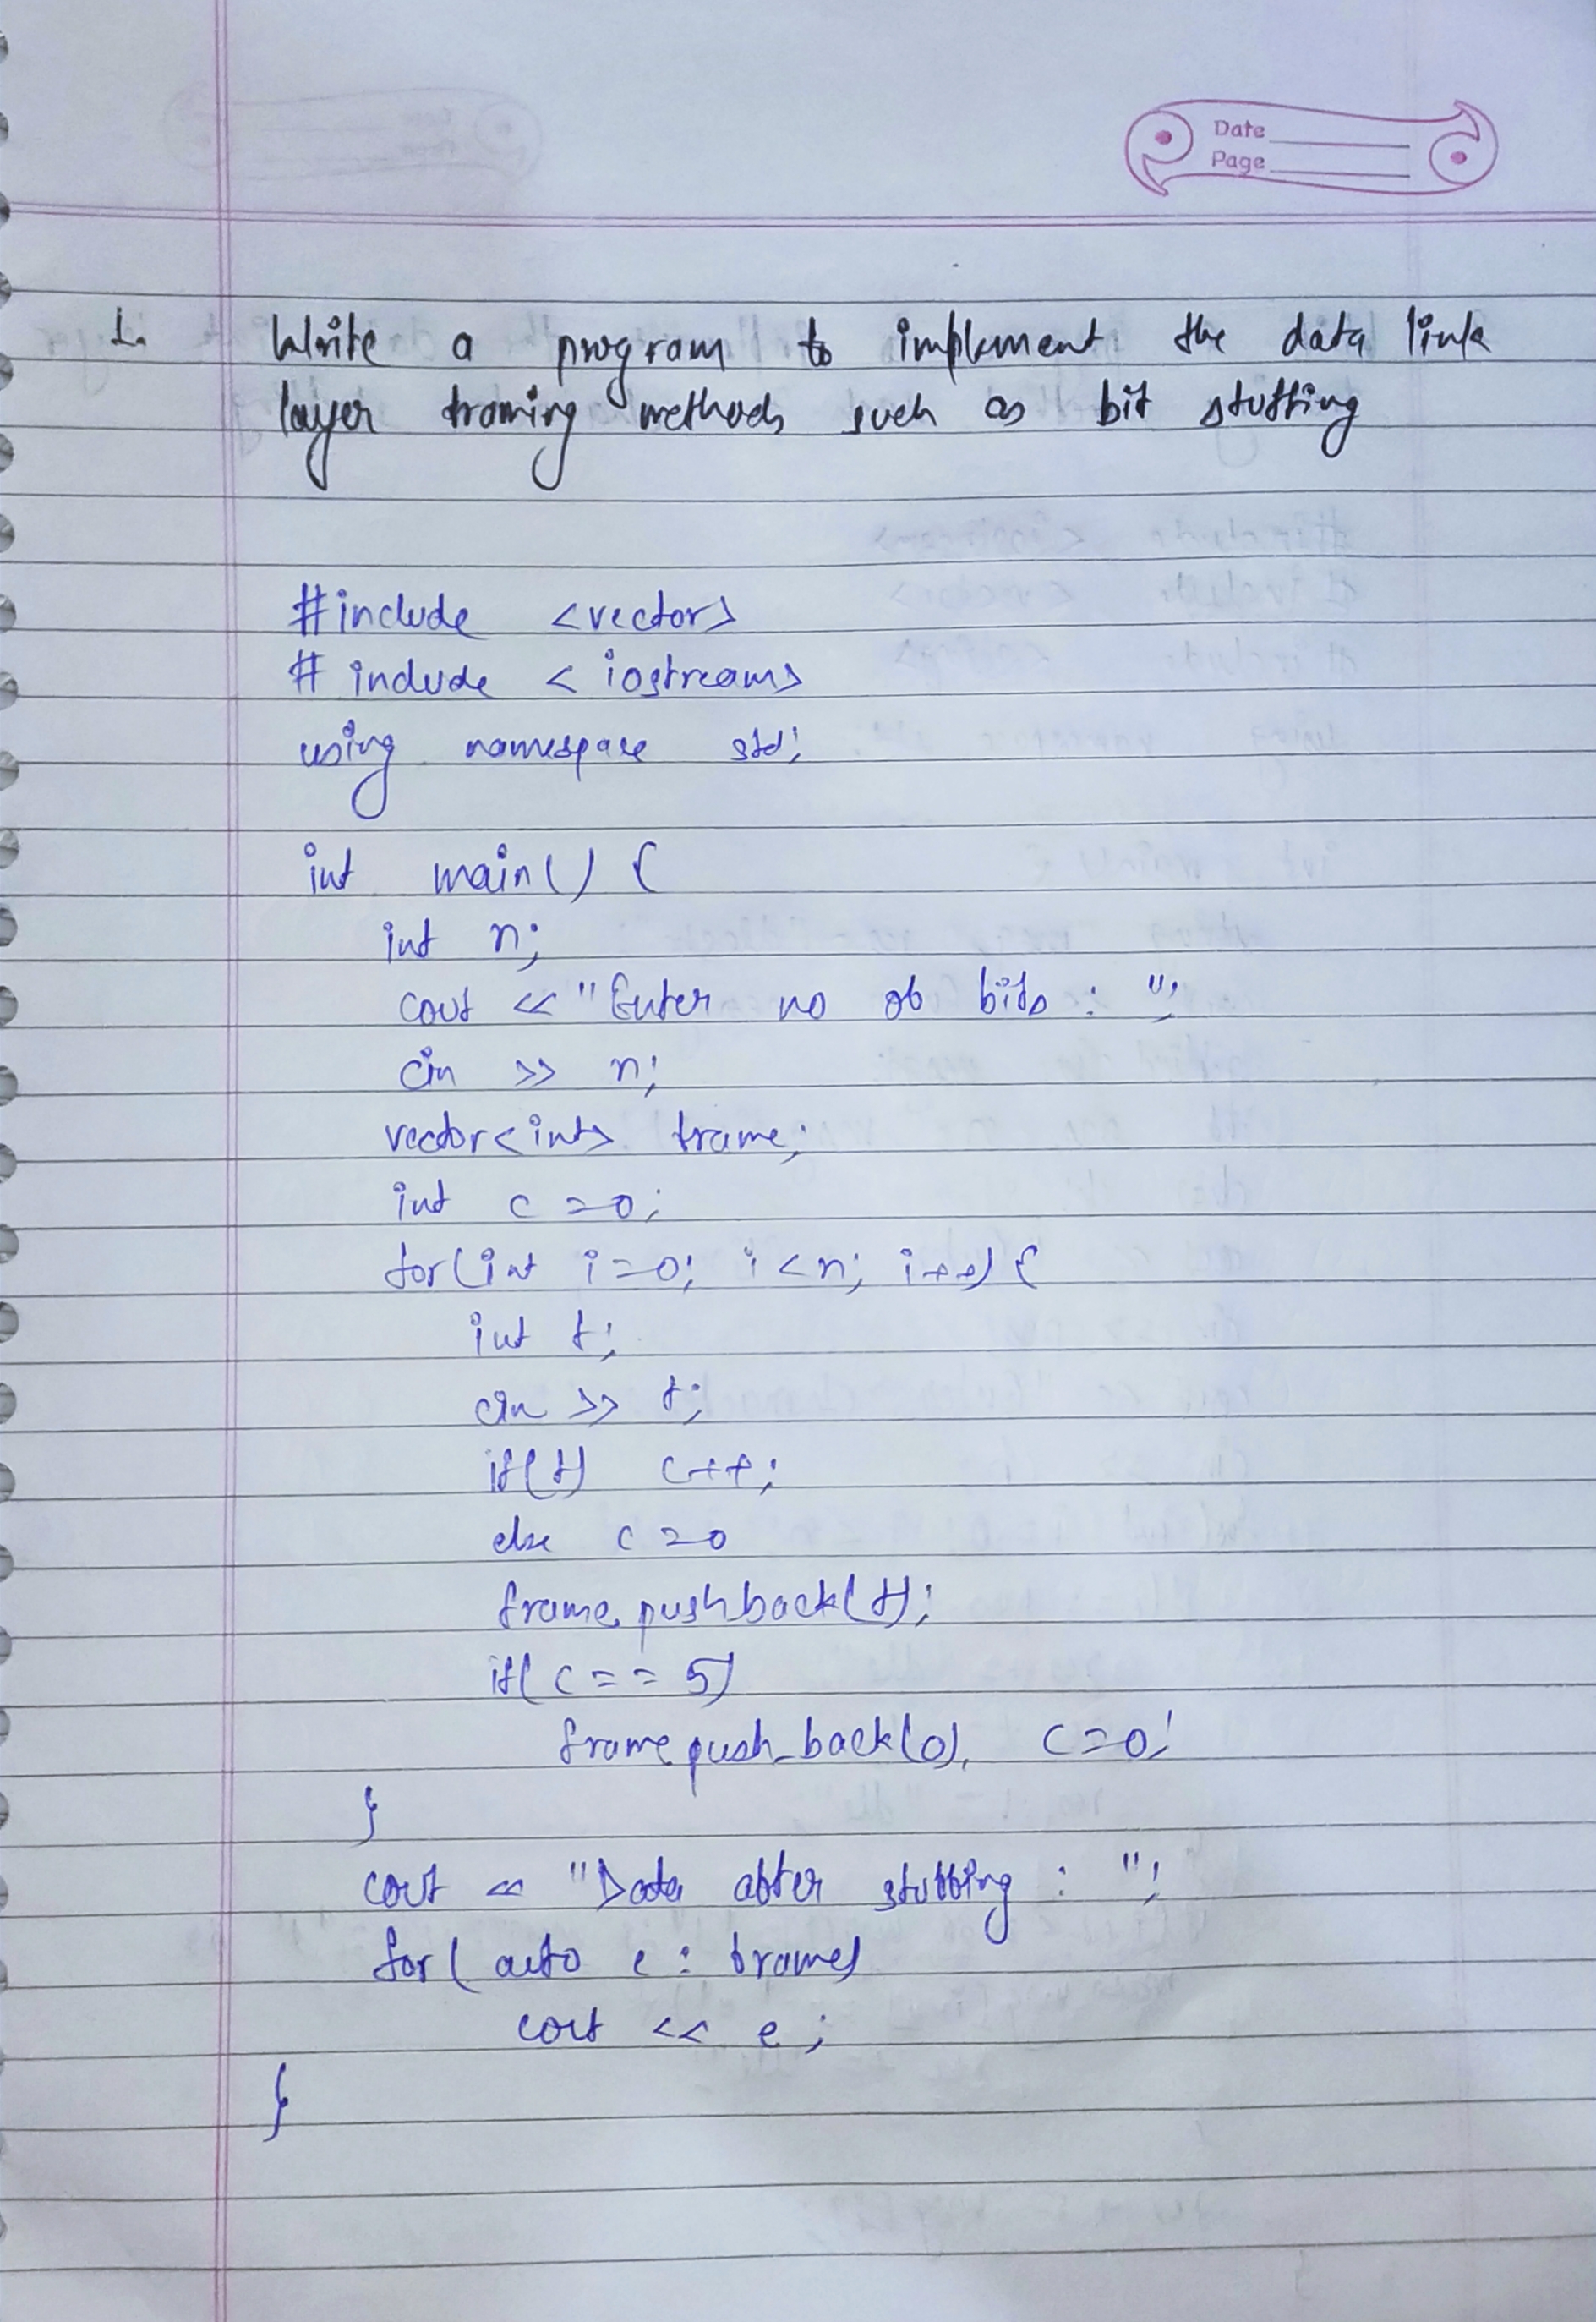 Date
Page
1. Write a program to implement the data link
layer framing methods such as bit stuffing
#include <vector>
# include <iostream>
using namespace std;
int main() {
int n;
cout << "Enter no of bits : ";
cin >> n;
vector<int> frame;
int c = 0;
for(int i=0; i<n; i++) {
int t;
cin >> t;
if(t) c++;
else c = 0
frame.pushback(t);
if(c == 5)
frame.push_back(0), c=0;
}
cout << "Data after stuffing : ";
for( auto e : frame)
cout << e;
}